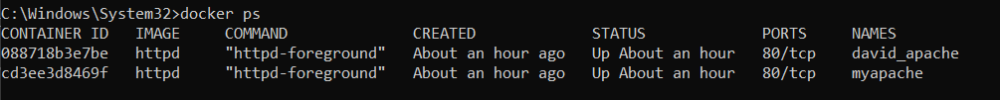 C:\Windows\System32>docker ps
CONTAINER ID   IMAGE     COMMAND              CREATED             STATUS             PORTS     NAMES
088718b3e7be   httpd     "httpd-foreground"   About an hour ago   Up About an hour   80/tcp    david_apache
cd3ee3d8469f   httpd     "httpd-foreground"   About an hour ago   Up About an hour   80/tcp    myapache